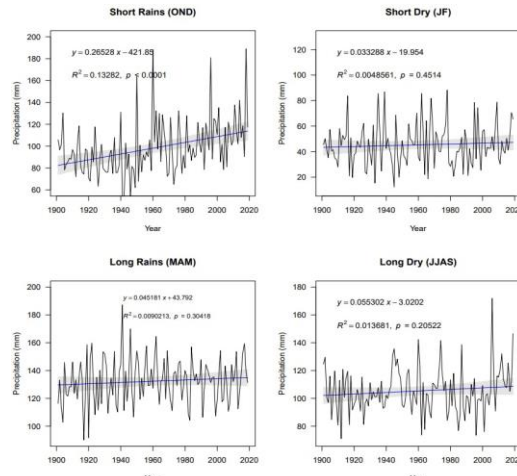 Short Rains (OND)
y = 0.26528 x − 421.85
R² = 0.13282, p < 0.0001
Precipitation (mm)
180
160
140
120
100
80
60
1900 1920 1940 1960 1980 2000 2020
Year
Short Dry (JF)
y = 0.033288 x − 19.954
R² = 0.0048561, p = 0.4514
Precipitation (mm)
120
100
80
60
40
20
1900 1920 1940 1960 1980 2000 2020
Year
Long Rains (MAM)
y = 0.045181 x + 43.792
R² = 0.0090213, p = 0.30418
Precipitation (mm)
200
180
160
140
120
100
1900 1920 1940 1960 1980 2000 2020
Long Dry (JJAS)
y = 0.055302 x − 3.0202
R² = 0.013681, p = 0.20522
Precipitation (mm)
180
160
140
120
100
80
1900 1920 1940 1960 1980 2000 2020